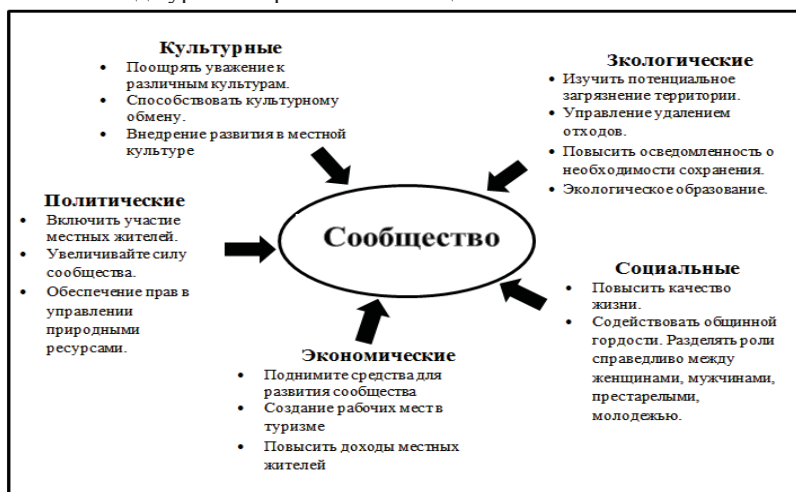 Культурные
• Поощрять уважение к
различным культурам.
• Способствовать культурному
обмену.
• Внедрение развития в местной
культуре
Зкологические
• Изучить потенциальное
загрязнение территории.
• Управление удалением
отходов.
• Повысить осведомленность о
необходимости сохранения.
• Экологическое образование.
Политические
• Включить участие
местных жителей.
• Увеличивайте силу
сообщества.
• Обеспечение прав в
управлении
природными
ресурсами.
Сообщество
Социальные
• Повысить качество
жизни.
• Содействовать общинной
гордости. Разделять роли
справедливо между
женщинами, мужчинами,
престарелыми,
молодежью.
Экономические
• Поднимите средства для
развития сообщества
• Создание рабочих мест в
туризме
• Повысить доходы местных
жителей